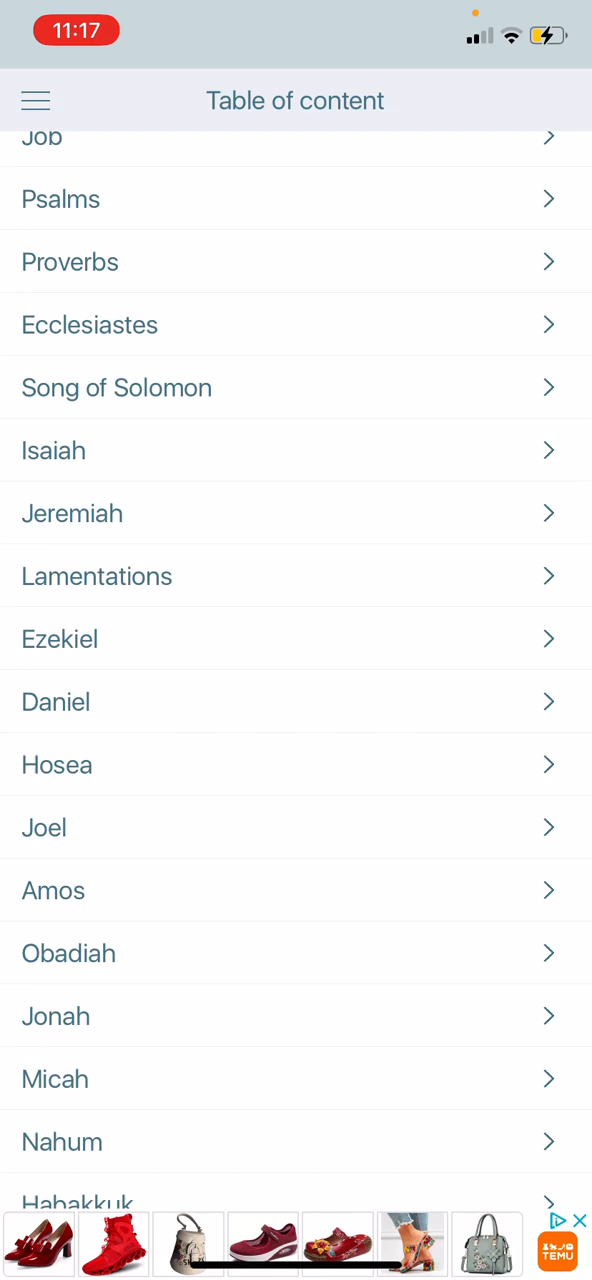 11:17
Table of content
Job
Psalms
Proverbs
Ecclesiastes
Song of Solomon
Isaiah
Jeremiah
Lamentations
Ezekiel
Daniel
Hosea
Joel
Amos
Obadiah
Jonah
Micah
Nahum
Habakkuk
TEMU